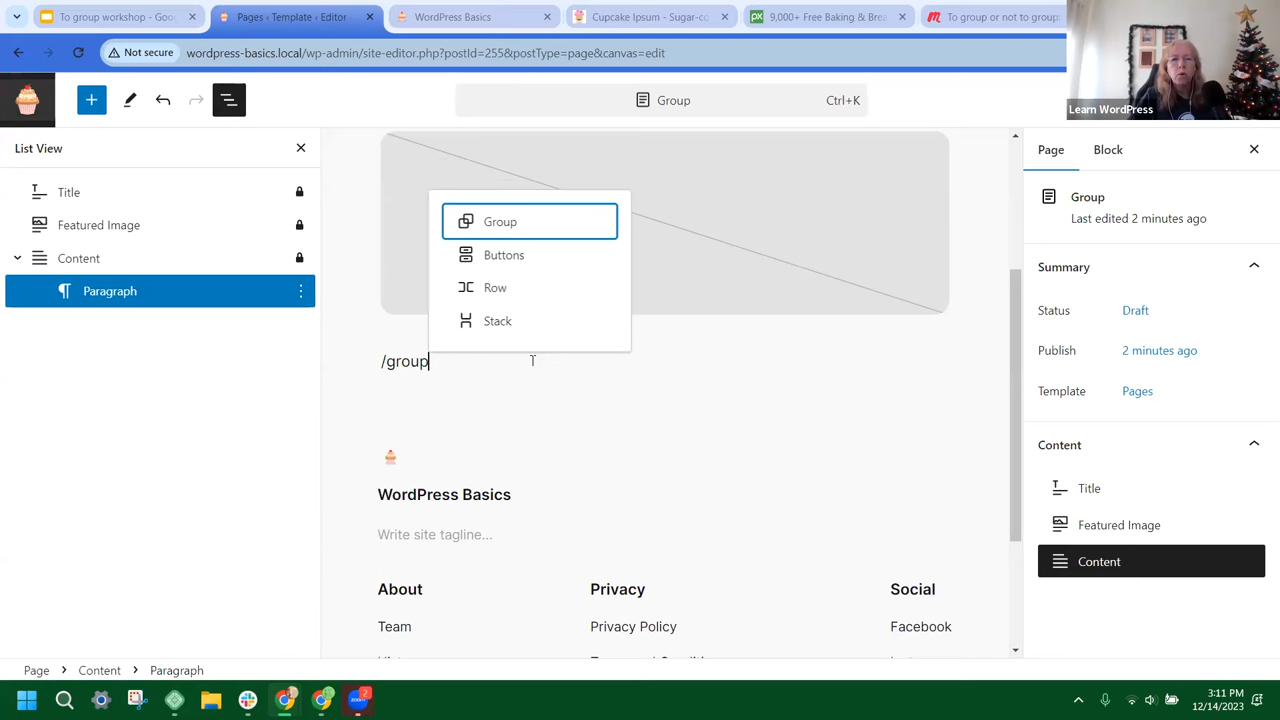 To group workshop - Goo
Pages ‹ Template ‹ Editor
WordPress Basics
Cupcake Ipsum - Sugar-co
9,000+ Free Baking & Brea
To group or not to group:
Not secure
wordpress-basics.local/wp-admin/site-editor.php?postId=255&postType=page&canvas=edit
Learn WordPress
Group
Ctrl+K
List View
Title
Featured Image
Content
Paragraph
Group
Buttons
Row
Stack
/group
WordPress Basics
Write site tagline...
About
Privacy
Social
Team
Privacy Policy
Facebook
Page
Block
Group
Last edited 2 minutes ago
Summary
Status
Draft
Publish
2 minutes ago
Template
Pages
Content
Title
Featured Image
Content
Page
Content
Paragraph
2
3:11 PM
12/14/2023